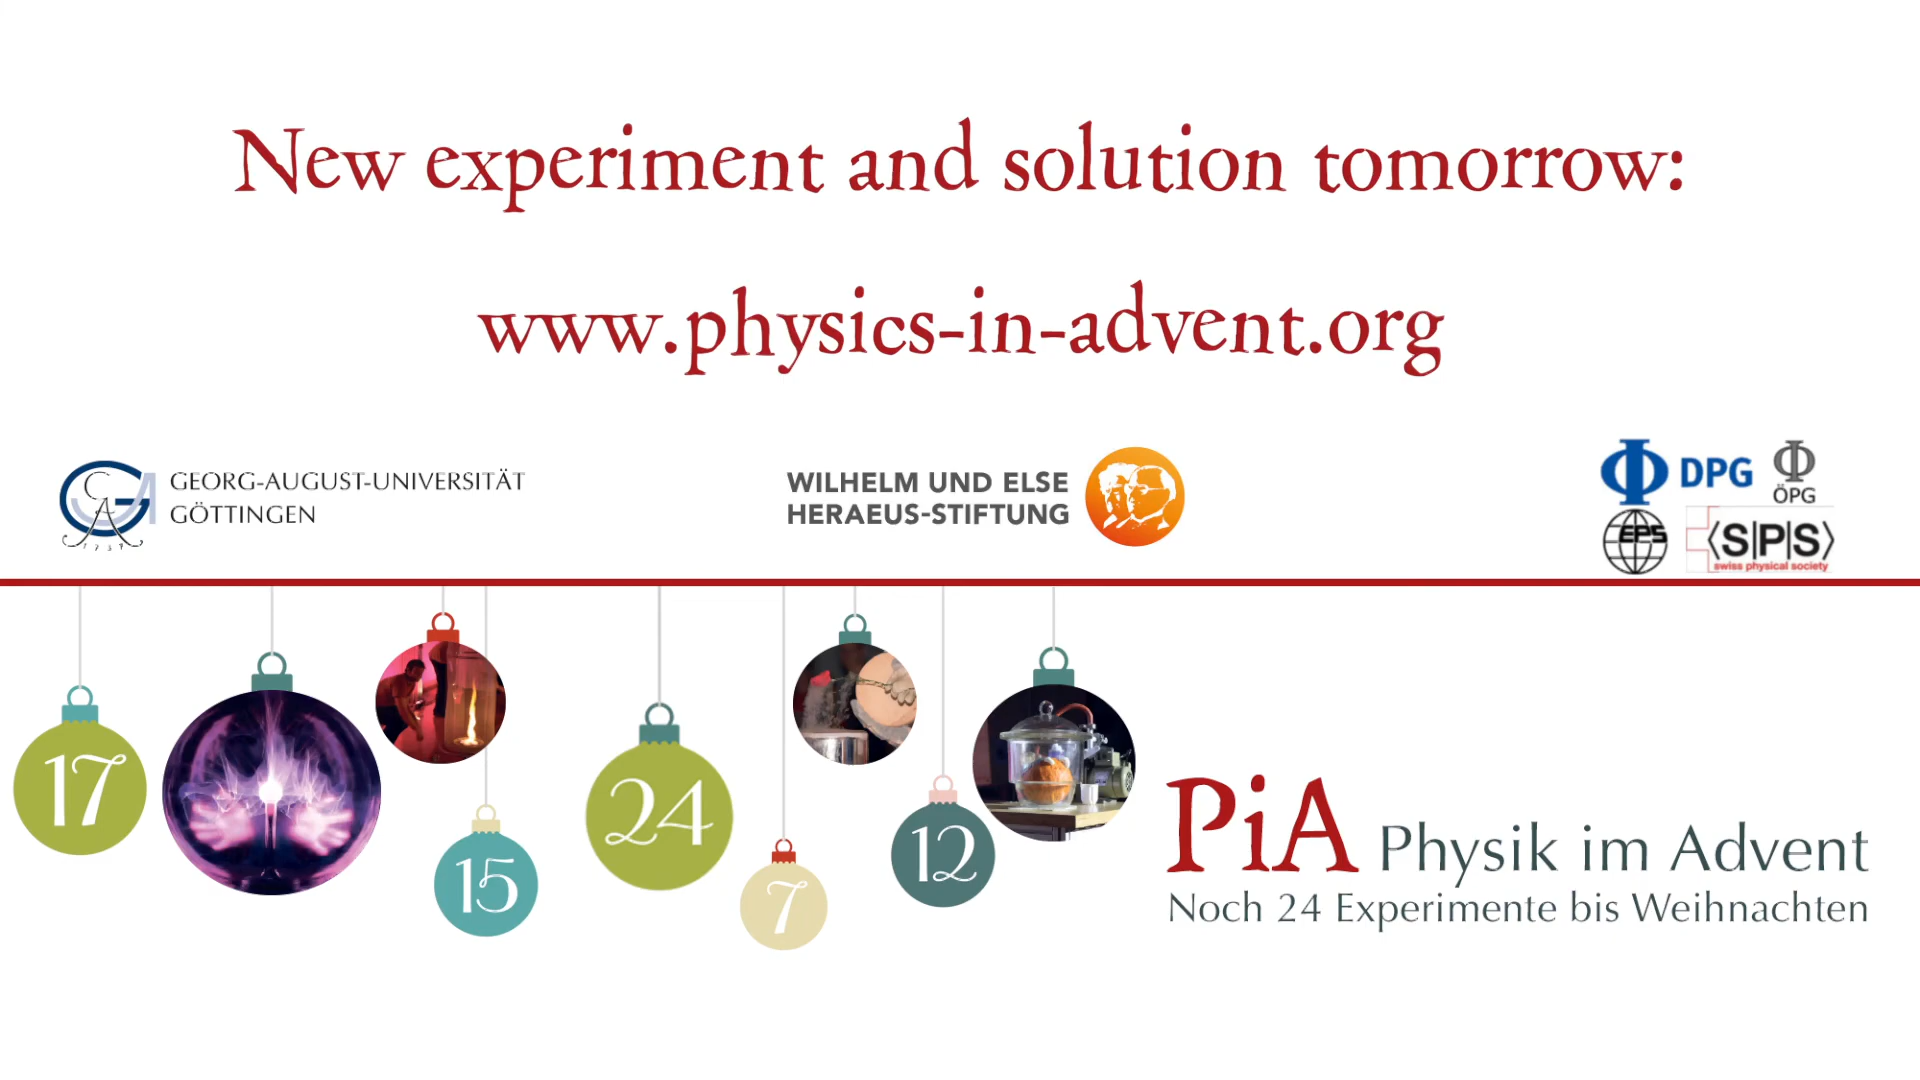 New experiment and solution tomorrow:
www.physics-in-advent.org
GEORG-AUGUST-UNIVERSITÄT
GÖTTINGEN
1737
WILHELM UND ELSE
HERAEUS-STIFTUNG
DPG
ÖPG
EPS
⟨S|P|S⟩
swiss physical society
17
15
24
7
12
PiA Physik im Advent
Noch 24 Experimente bis Weihnachten